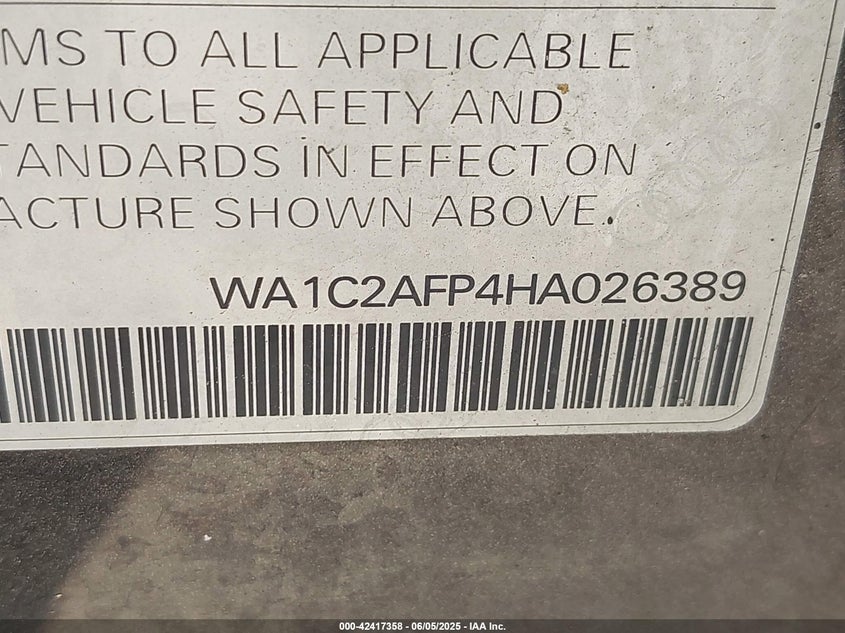 MS TO ALL APPLICABLE
VEHICLE SAFETY AND
TANDARDS IN EFFECT ON
ACTURE SHOWN ABOVE.
WA1C2AFP4HA026389
000-42417358 - 06/05/2025 - IAA Inc.